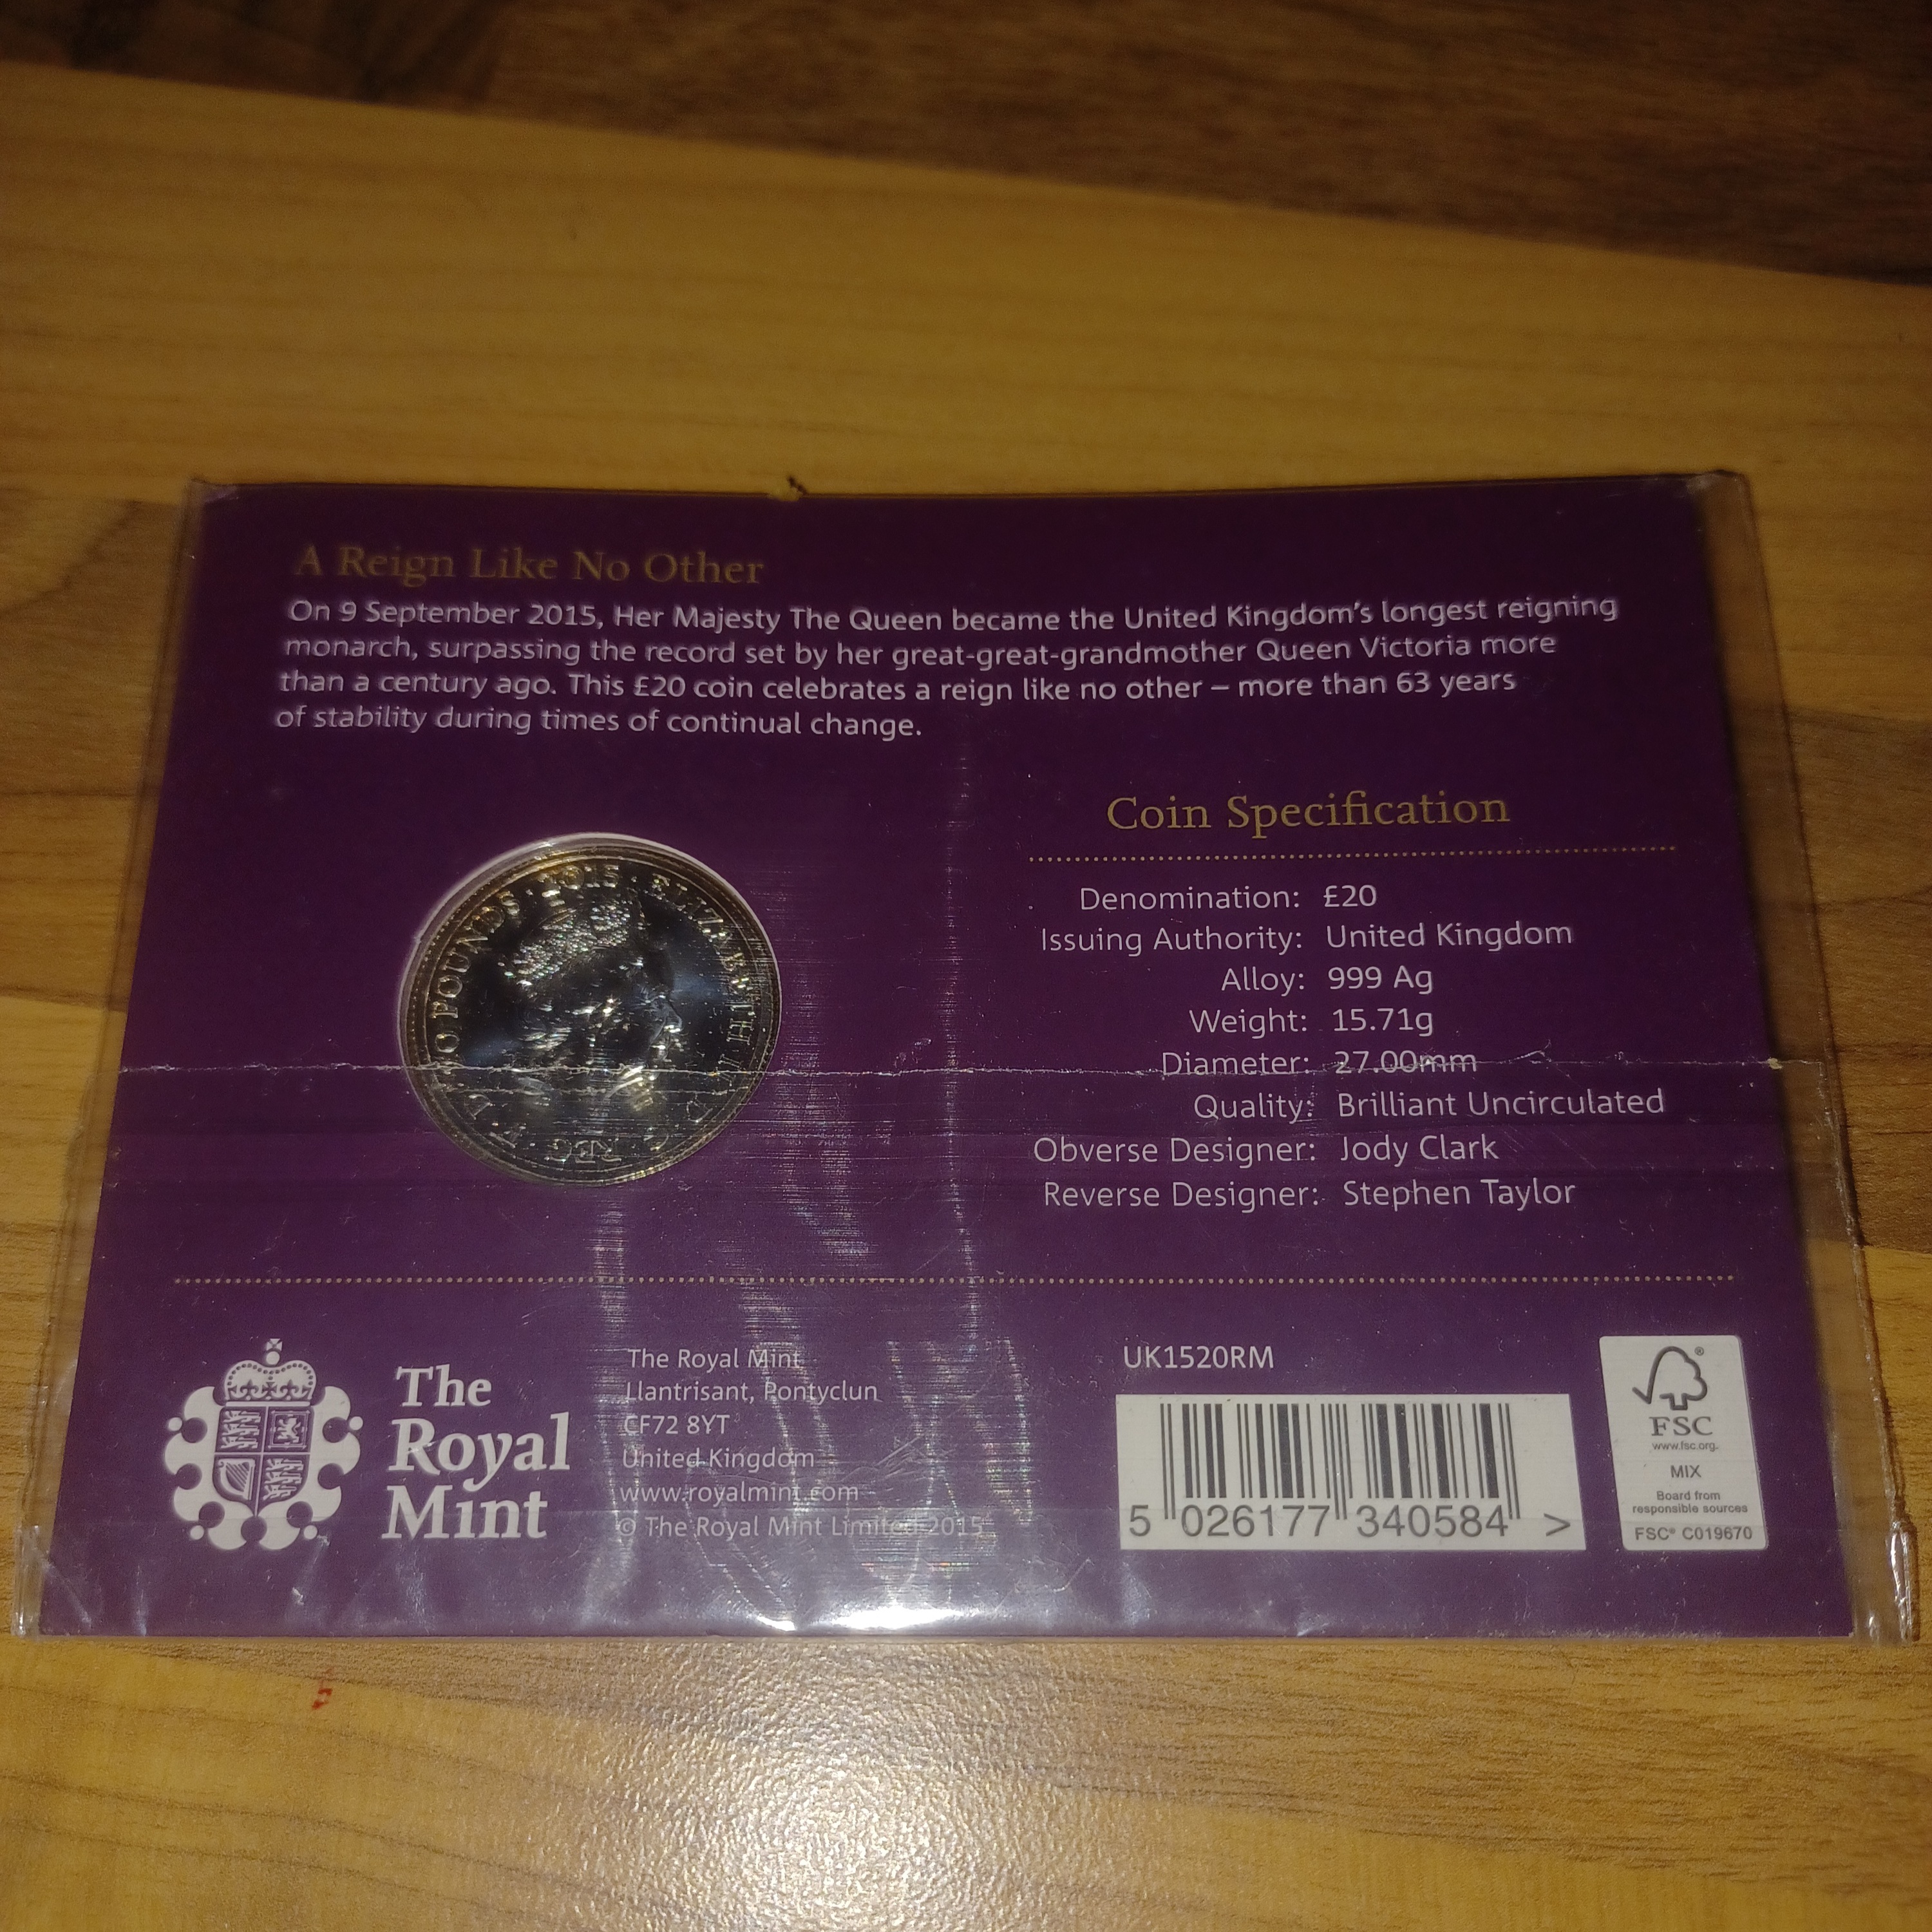 A Reign Like No Other
On 9 September 2015, Her Majesty The Queen became the United Kingdom's longest reigning
monarch, surpassing the record set by her great-great-grandmother Queen Victoria more
than a century ago. This £20 coin celebrates a reign like no other – more than 63 years
of stability during times of continual change.
POUNDS · 2015 · ELIZABETH
REG
Coin Specification
Denomination: £20
Issuing Authority: United Kingdom
Alloy: 999 Ag
Weight: 15.71g
Diameter: 27.00mm
Quality: Brilliant Uncirculated
Obverse Designer: Jody Clark
Reverse Designer: Stephen Taylor
The
Royal
Mint
The Royal Mint
Llantrisant, Pontyclun
CF72 8YT
United Kingdom
www.royalmint.com
© The Royal Mint Limited 2015
UK1520RM
5 026177 340584 >
FSC
www.fsc.org
MIX
Board from
responsible sources
FSC® C019670